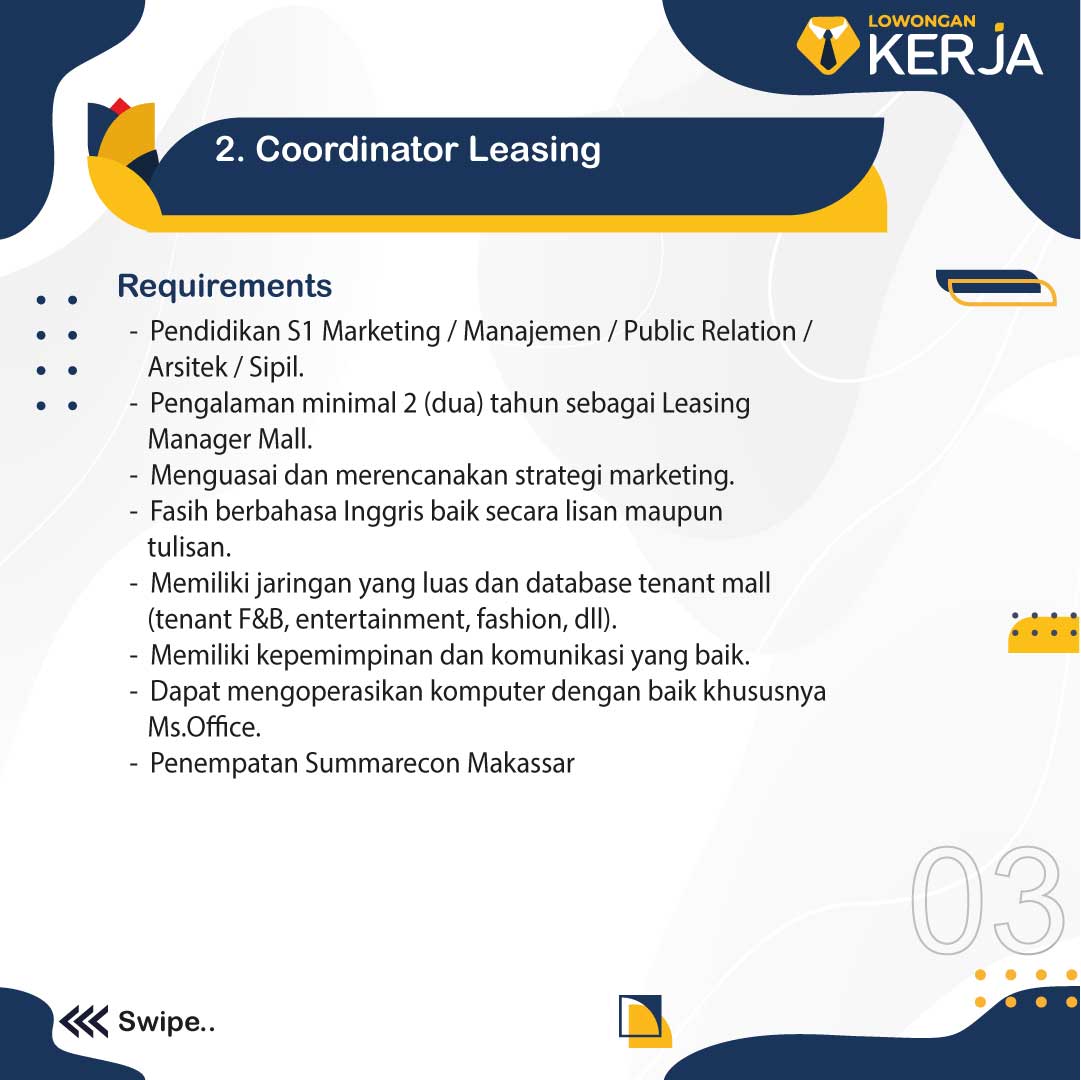 LOWONGAN
KERJA
2. Coordinator Leasing
Requirements
- Pendidikan S1 Marketing / Manajemen / Public Relation /
Arsitek / Sipil.
- Pengalaman minimal 2 (dua) tahun sebagai Leasing
Manager Mall.
- Menguasai dan merencanakan strategi marketing.
- Fasih berbahasa Inggris baik secara lisan maupun
tulisan.
- Memiliki jaringan yang luas dan database tenant mall
(tenant F&B, entertainment, fashion, dll).
- Memiliki kepemimpinan dan komunikasi yang baik.
- Dapat mengoperasikan komputer dengan baik khususnya
Ms.Office.
- Penempatan Summarecon Makassar
03
Swipe..